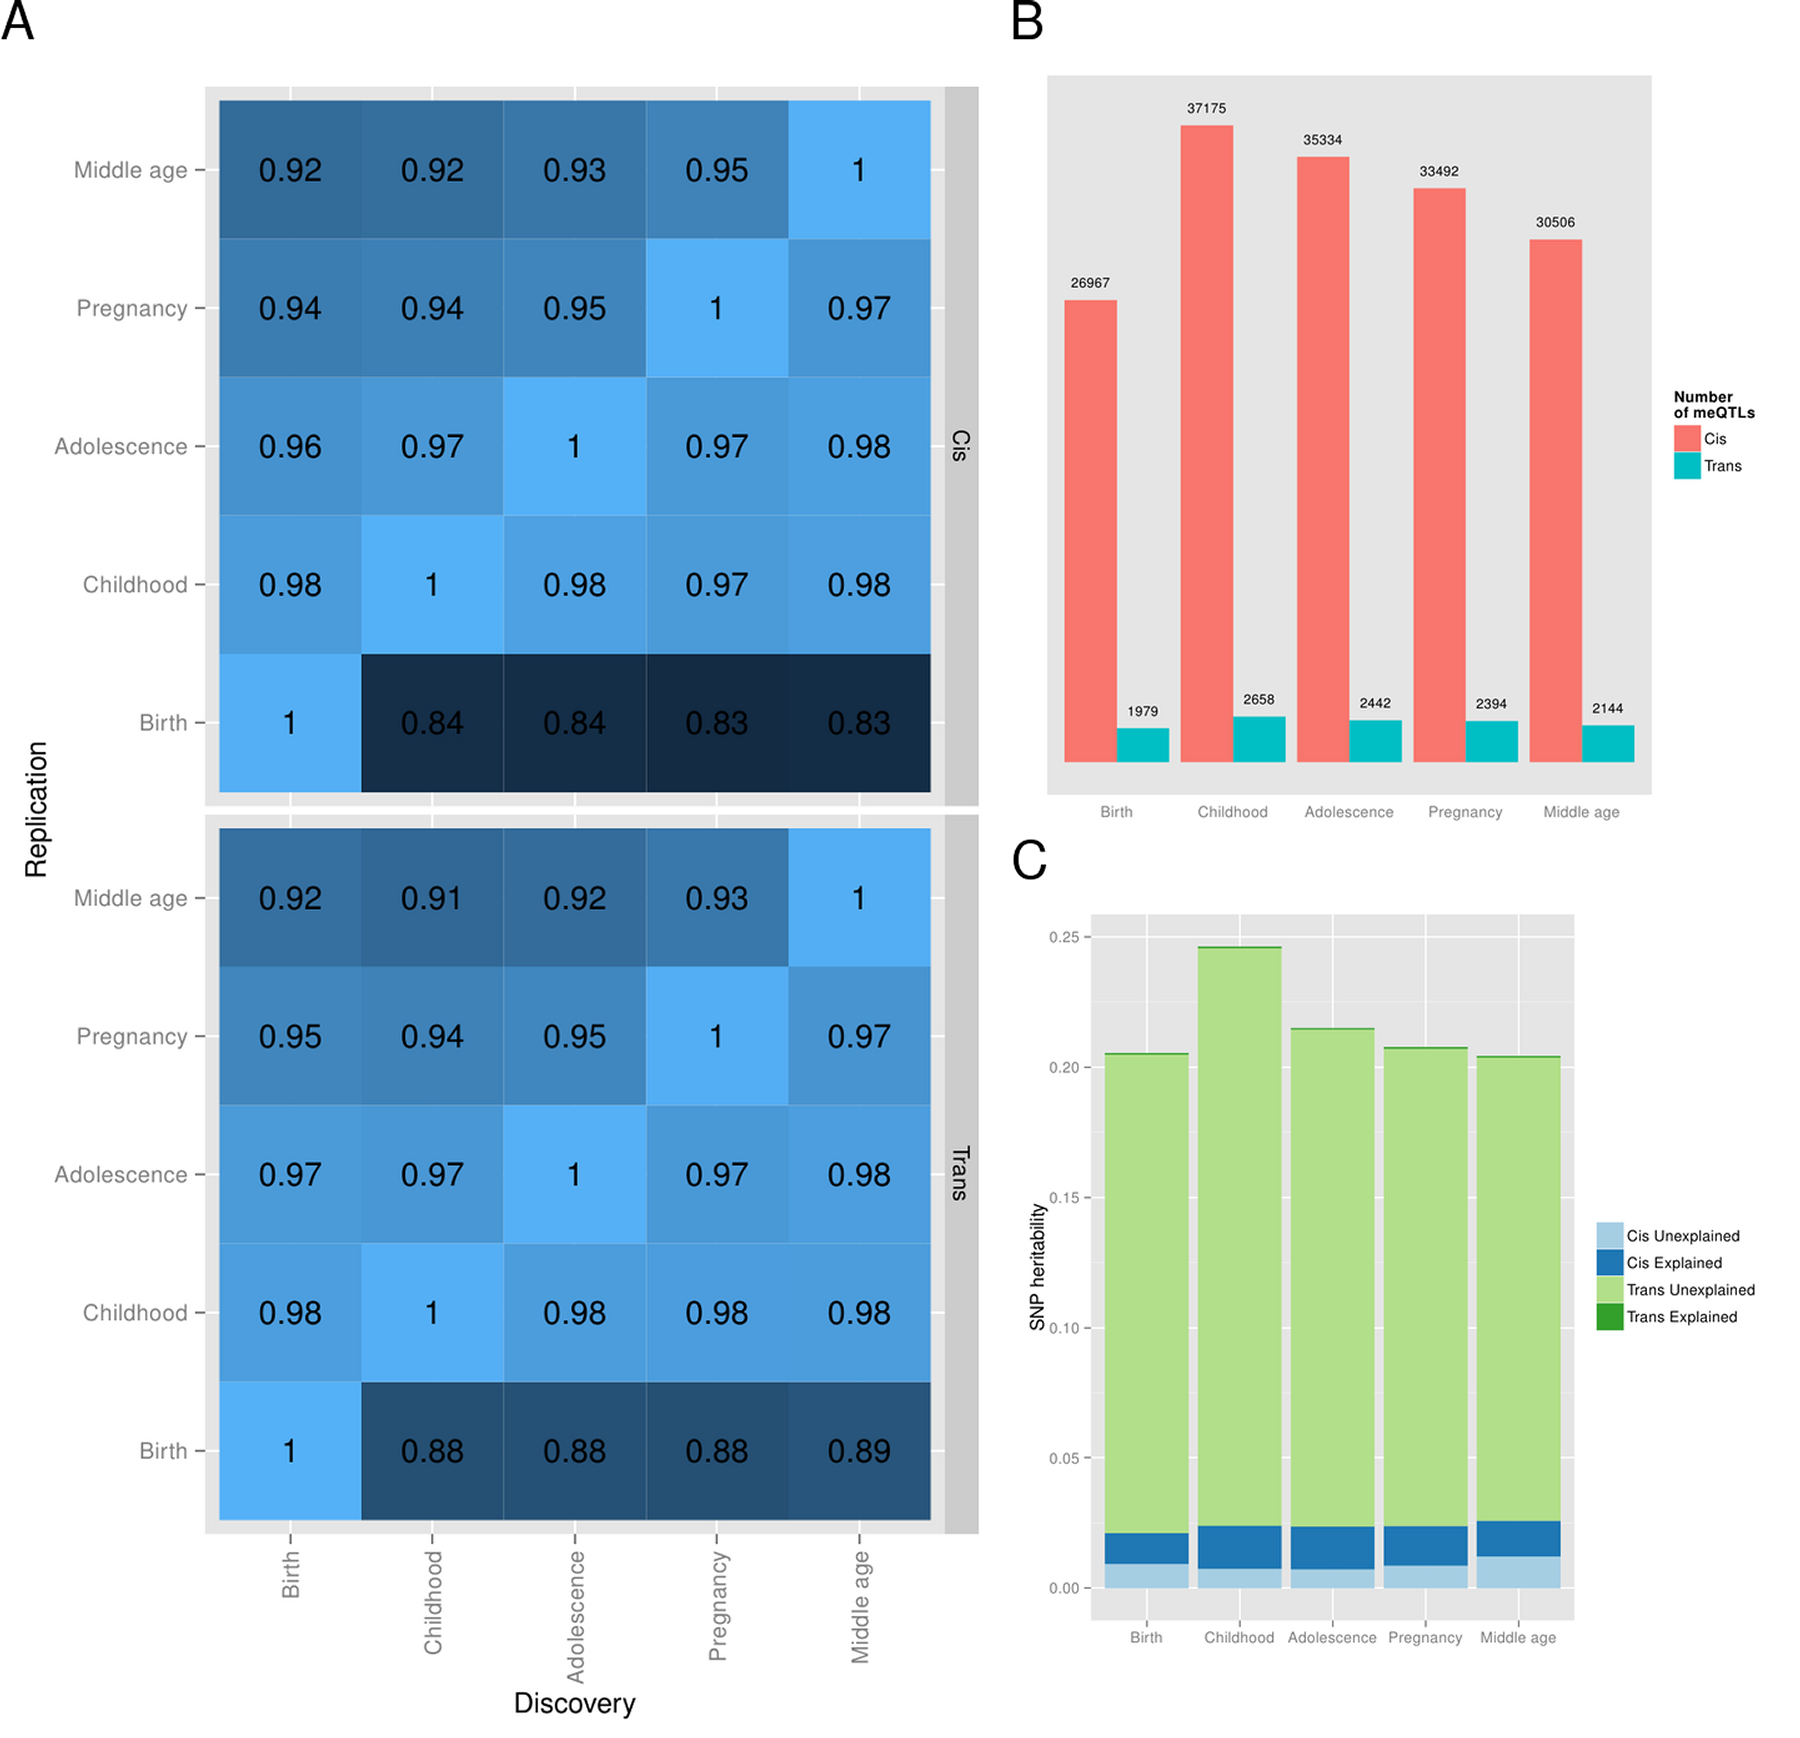 A
Middle age
0.92 0.92 0.93 0.95 1
Pregnancy
0.94 0.94 0.95 1 0.97
Adolescence
0.96 0.97 1 0.97 0.98
Childhood
0.98 1 0.98 0.97 0.98
Birth
1 0.84 0.84 0.83 0.83
Cis
Replication
Middle age
0.92 0.91 0.92 0.93 1
Pregnancy
0.95 0.94 0.95 1 0.97
Adolescence
0.97 0.97 1 0.97 0.98
Childhood
0.98 1 0.98 0.98 0.98
Birth
1 0.88 0.88 0.88 0.89
Trans
Birth
Childhood
Adolescence
Pregnancy
Middle age
Discovery
B
26967
1979
37175
2658
35334
2442
33492
2394
30506
2144
Birth Childhood Adolescence Pregnancy Middle age
Number
of meQTLs
Cis
Trans
C
SNP heritability
0.25
0.20
0.15
0.10
0.05
0.00
Birth Childhood Adolescence Pregnancy Middle age
Cis Unexplained
Cis Explained
Trans Unexplained
Trans Explained